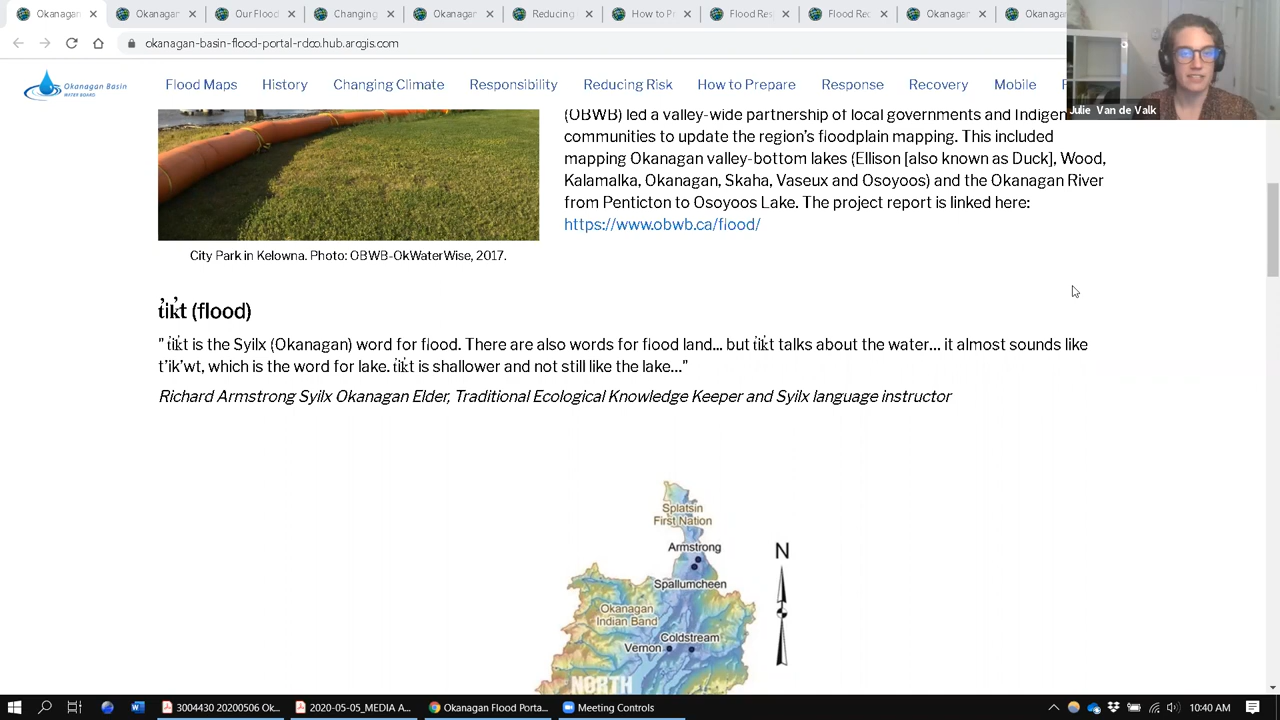 Okanagan
Okanagan
Our Flood
Changing
Okanagan
Reducing
How to P
Flood Res
Flood Rec
Okanagan
Okanaga
okanagan-basin-flood-portal-rdco.hub.arcgis.com
Okanagan Basin
WATER BOARD
Flood Maps
History
Changing Climate
Responsibility
Reducing Risk
How to Prepare
Response
Recovery
Mobile
Julie Van de Valk
(OBWB) led a valley-wide partnership of local governments and Indigen
communities to update the region's floodplain mapping. This included
mapping Okanagan valley-bottom lakes (Ellison [also known as Duck], Wood,
Kalamalka, Okanagan, Skaha, Vaseux and Osoyoos) and the Okanagan River
from Penticton to Osoyoos Lake. The project report is linked here:
https://www.obwb.ca/flood/
City Park in Kelowna. Photo: OBWB-OkWaterWise, 2017.
t̓ik̓t (flood)
" t̓ik̓t is the Syilx (Okanagan) word for flood. There are also words for flood land... but t̓ik̓t talks about the water... it almost sounds like
t'ik'wt, which is the word for lake. t̓ik̓t is shallower and not still like the lake..."
Richard Armstrong Syilx Okanagan Elder, Traditional Ecological Knowledge Keeper and Syilx language instructor
Splatsin
First Nation
Armstrong
N
Spallumcheen
Okanagan
Indian Band
Coldstream
Vernon
NORTH
3004430 20200506 Ok...
2020-05-05_MEDIA A...
Okanagan Flood Porta...
Meeting Controls
10:40 AM